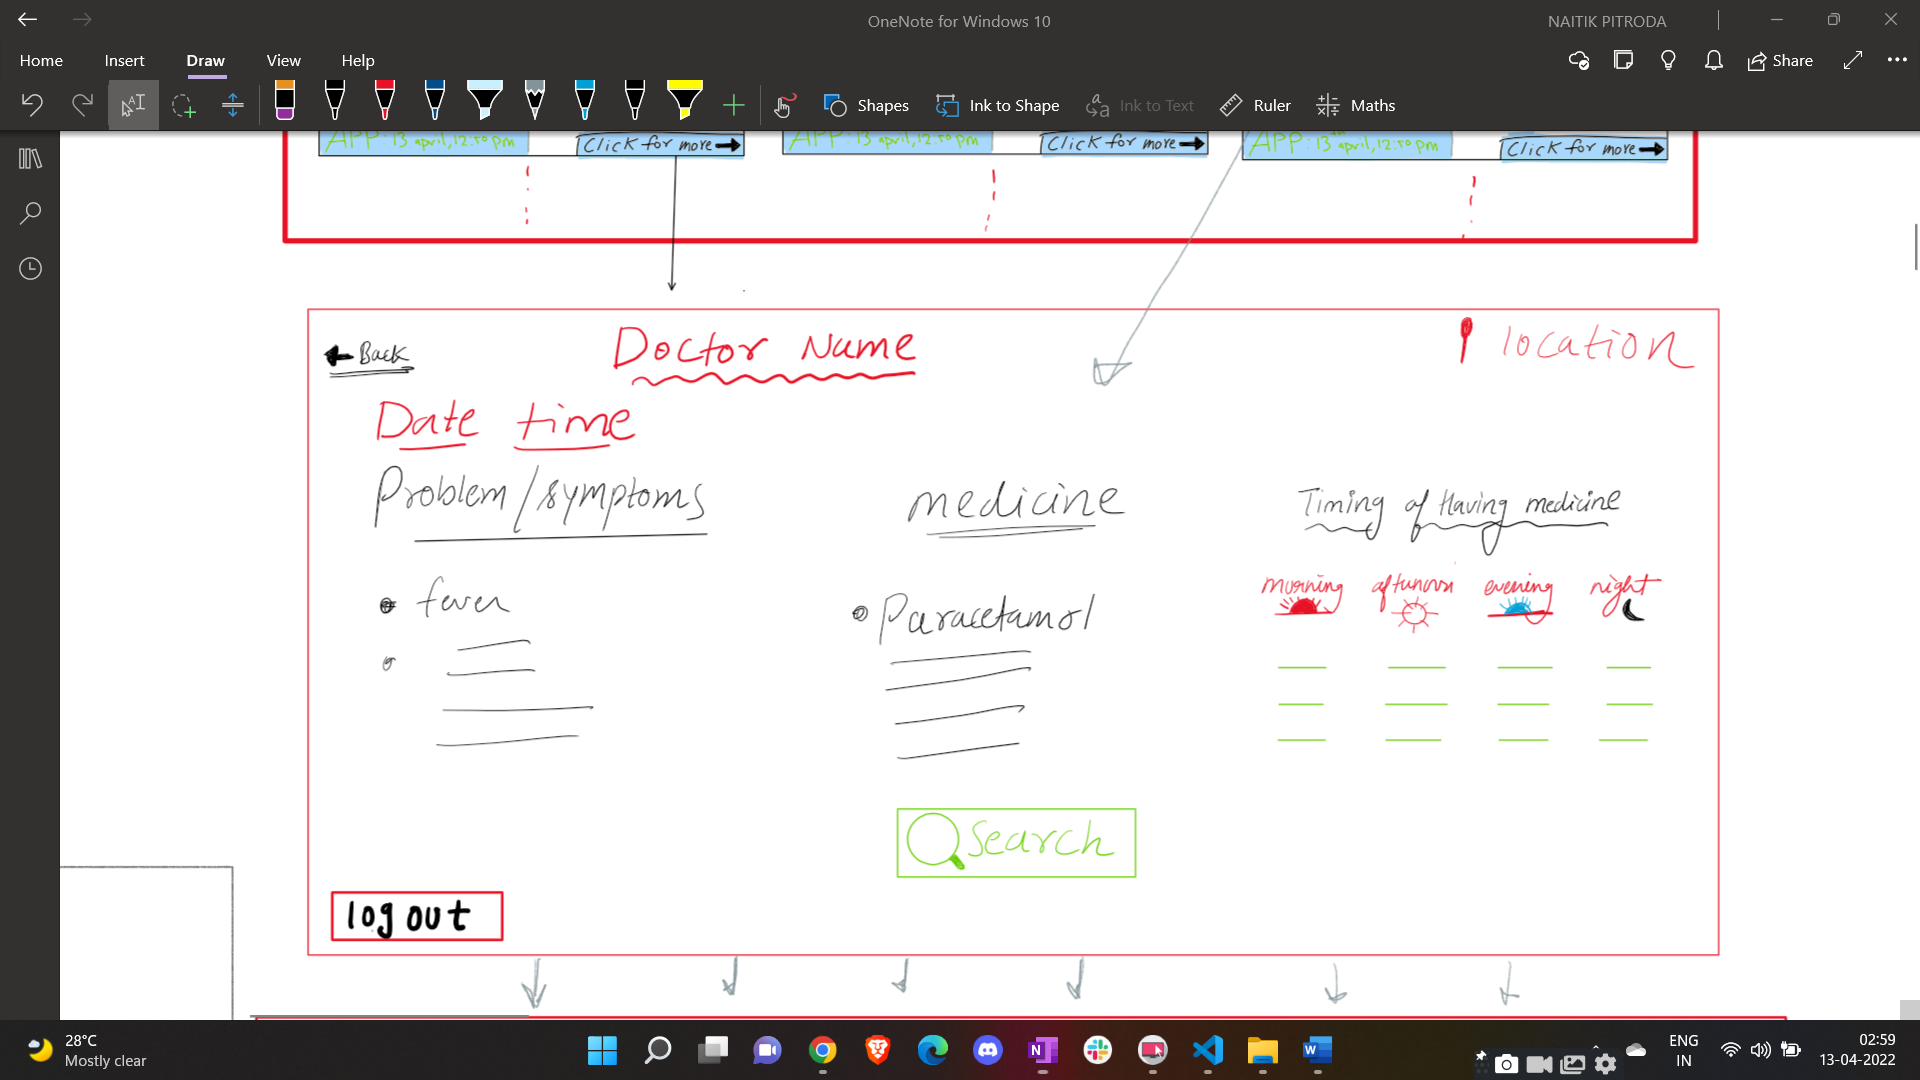 OneNote for Windows 10
NAITIK PITRODA
Home Insert Draw View Help
Share
Shapes Ink to Shape Ink to Text Ruler Maths
APP: 13 april, 12:50 pm Click for more
APP: 13 april, 12:50 pm Click for more
APP: 13th april, 12:50 pm Click for more
Back
Doctor Name
location
Date time
Problem/symptoms
medicine
Timing of Having medicine
morning afternoon evening night
fever
Paracetamol
Search
log out
28°C
Mostly clear
ENG
IN
02:59
13-04-2022